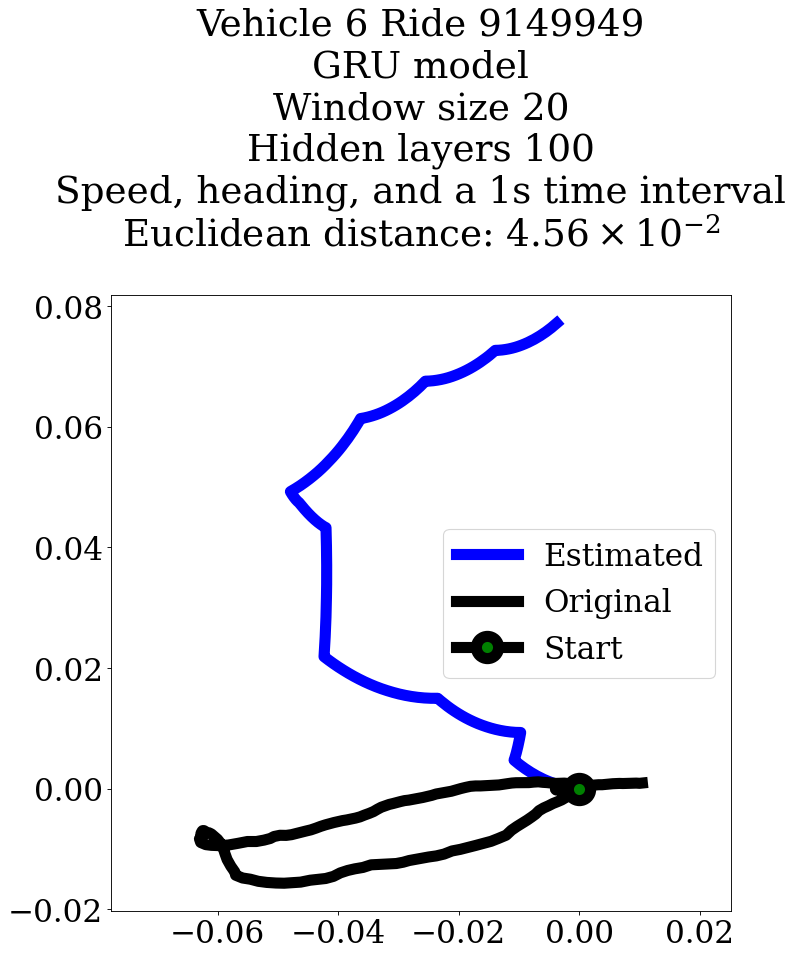 Vehicle 6 Ride 9149949
GRU model
Window size 20
Hidden layers 100
Speed, heading, and a 1s time interval
Euclidean distance: 4.56 × 10⁻²
0.08
0.06
0.04
0.02
0.00
−0.02
Estimated
Original
Start
−0.06 −0.04 −0.02 0.00 0.02